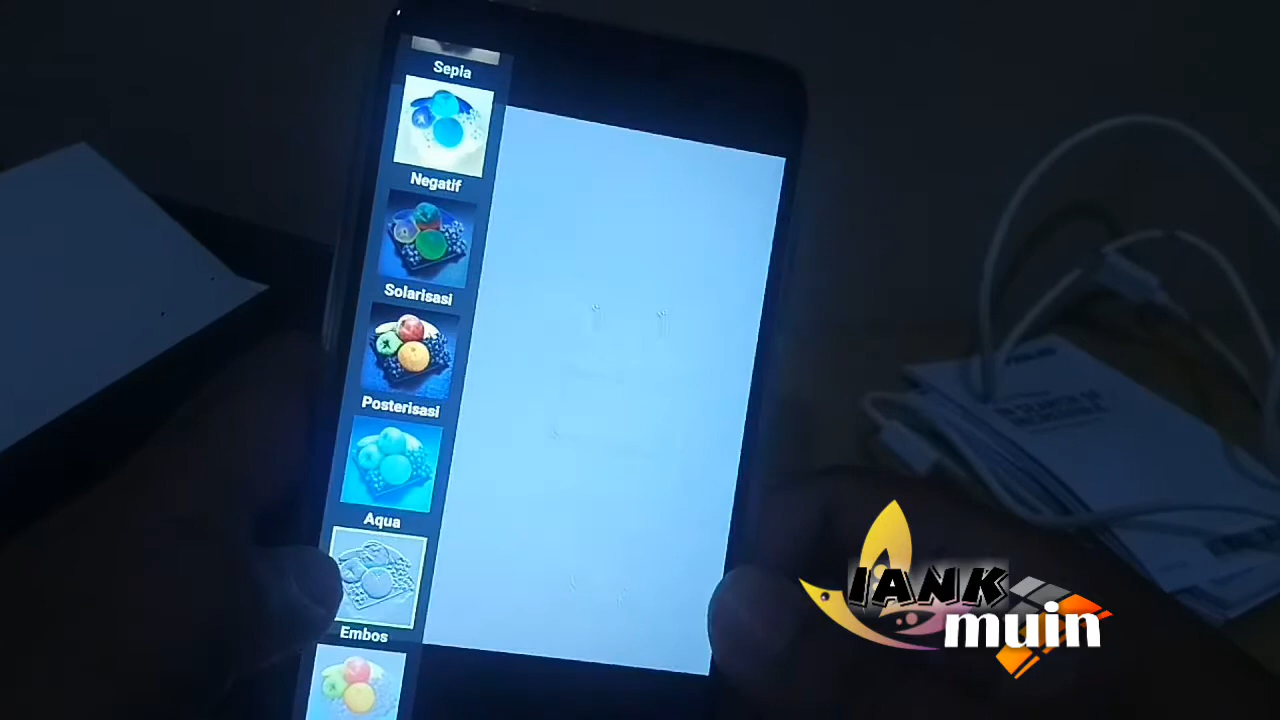 Sepia
Negatif
Solarisasi
Posterisasi
Aqua
Embos
IANK
muin